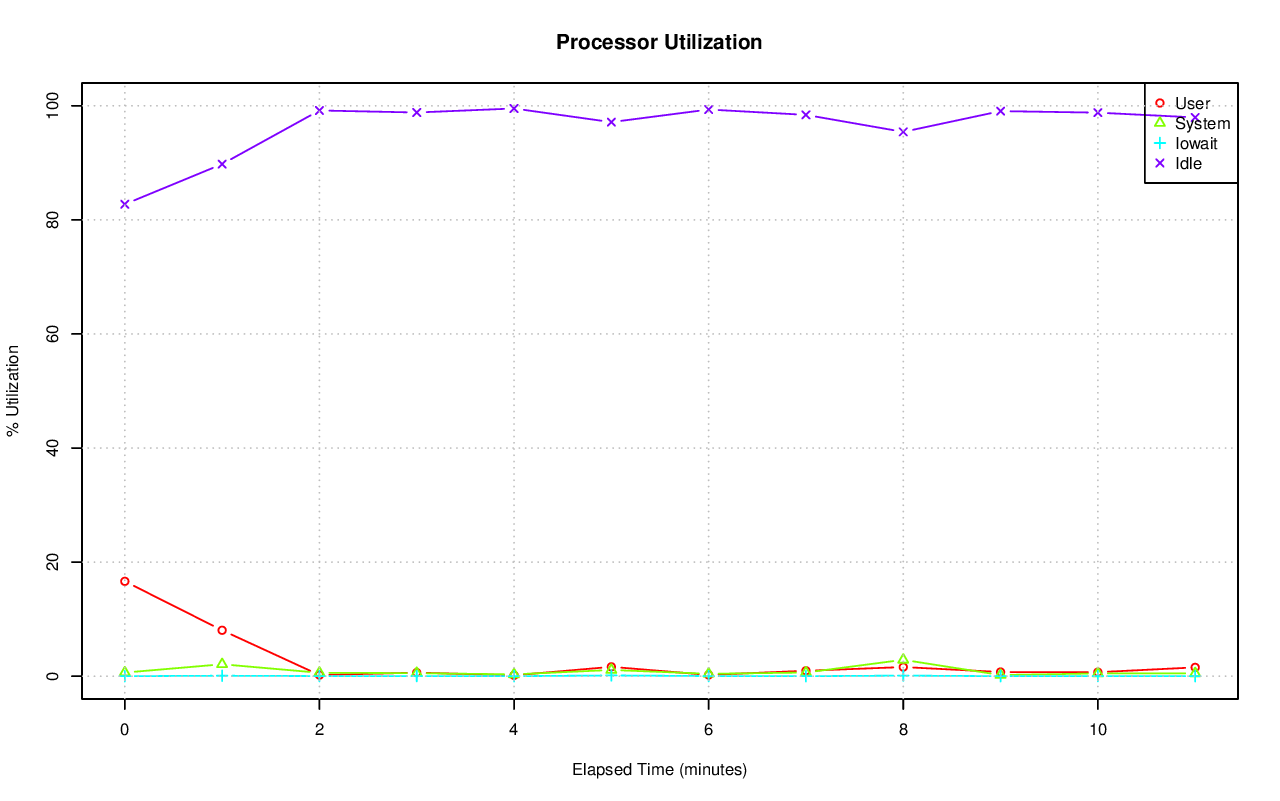 Processor Utilization
% Utilization
100
80
60
40
20
0
User
System
Iowait
Idle
0 2 4 6 8 10
Elapsed Time (minutes)